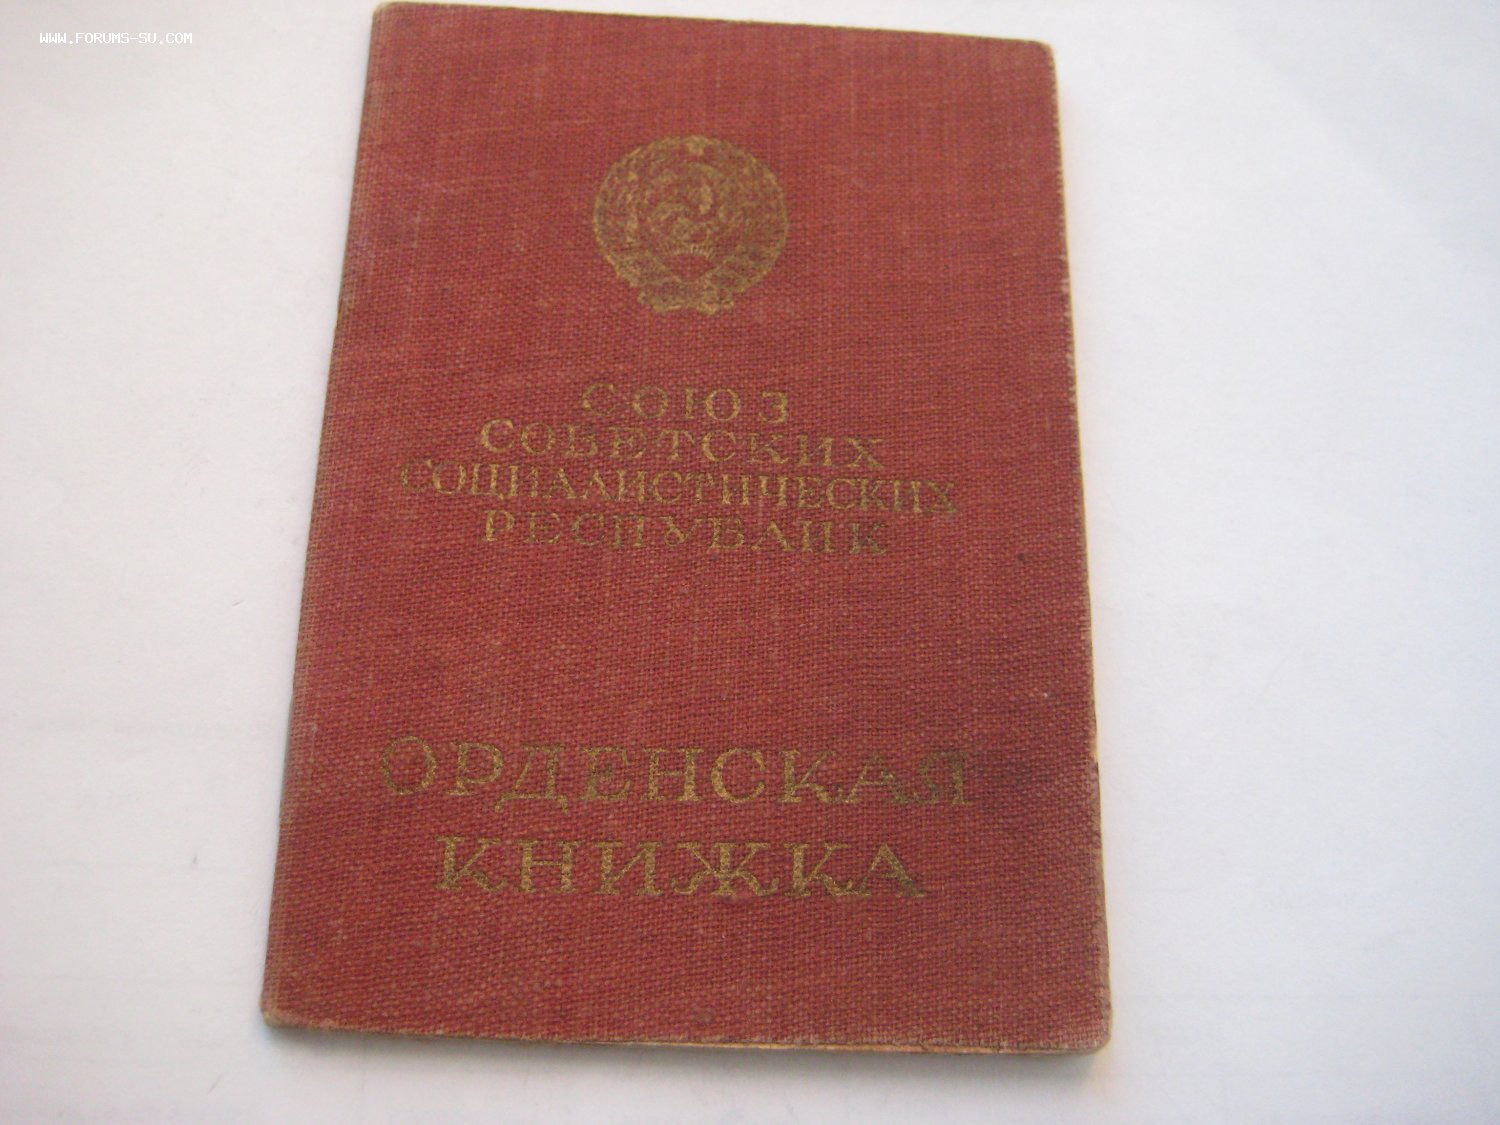 WWW.FORUMS-SU.COM
СОЮЗ
СОВЕТСКИХ
СОЦИАЛИСТИЧЕСКИХ
РЕСПУБЛИК
ОРДЕНСКАЯ
КНИЖКА